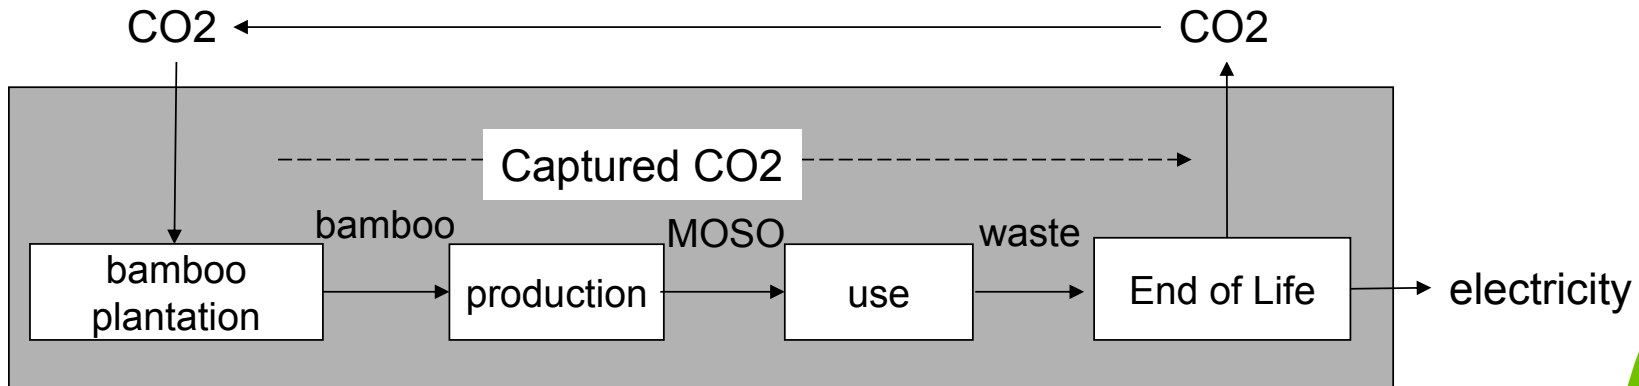 CO2
CO2
Captured CO2
bamboo
MOSO
waste
bamboo
plantation
production
use
End of Life
electricity